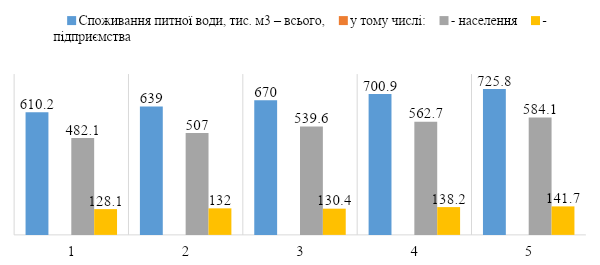 Споживання питної води, тис. м3 – всього, у тому числі: - населення -
підприємства
610.2 482.1 128.1 639 507 132 670 539.6 130.4 700.9 562.7 138.2 725.8 584.1 141.7
1 2 3 4 5